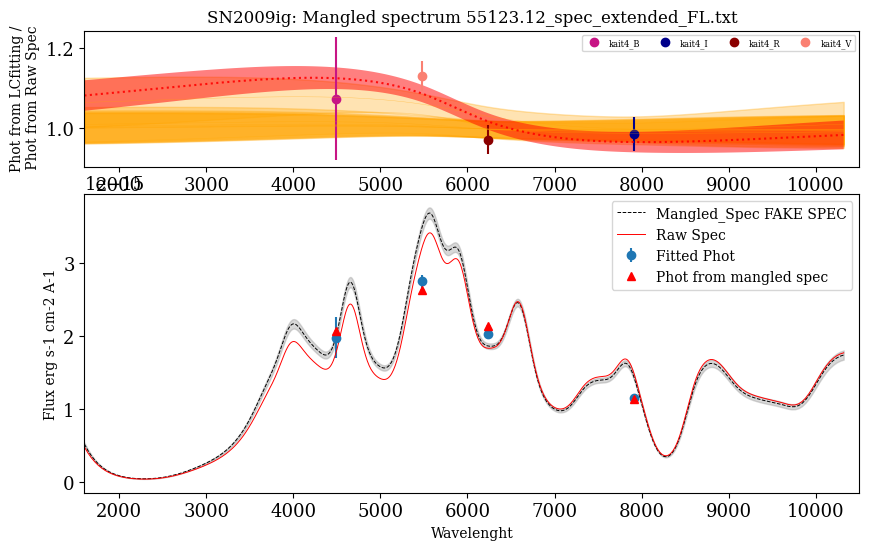 SN2009ig: Mangled spectrum 55123.12_spec_extended_FL.txt
Phot from LCfitting /
Phot from Raw Spec
1.2
1.0
kait4_B
kait4_I
kait4_R
kait4_V
2000 3000 4000 5000 6000 7000 8000 9000 10000
1e−15
Flux erg s-1 cm-2 A-1
3
2
1
0
Mangled_Spec FAKE SPEC
Raw Spec
Fitted Phot
Phot from mangled spec
2000 3000 4000 5000 6000 7000 8000 9000 10000
Wavelenght